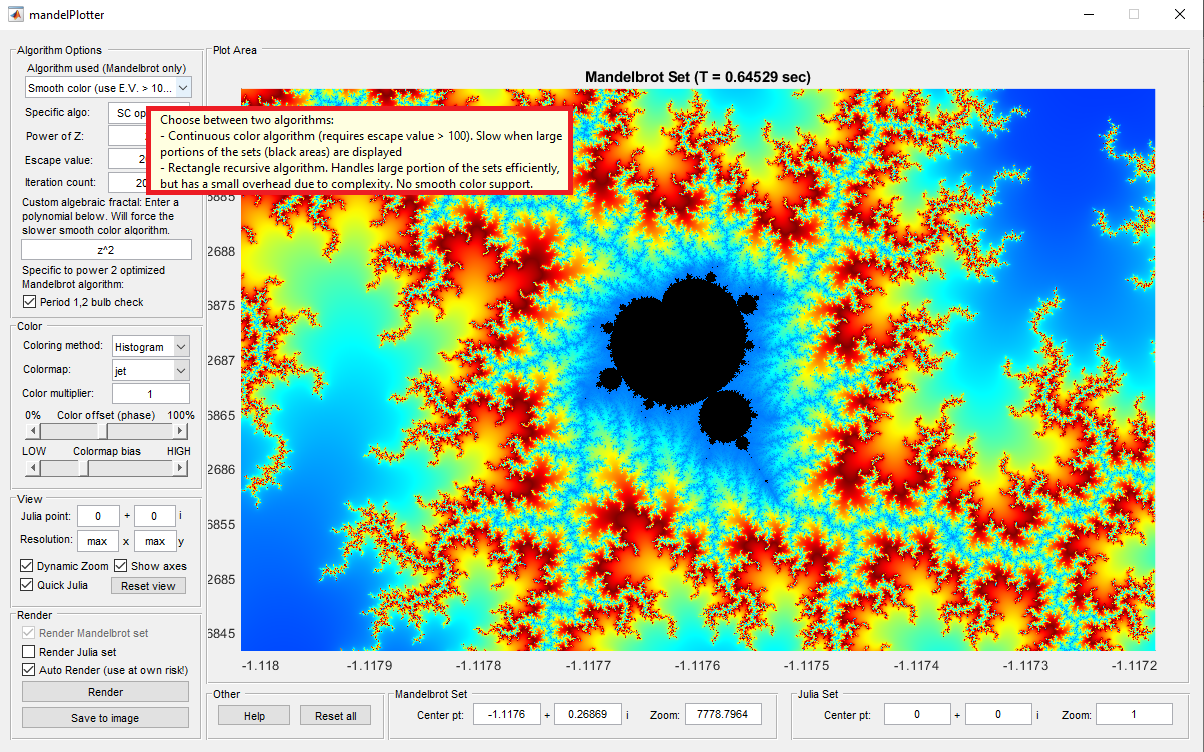 mandelPlotter
Algorithm Options
Algorithm used (Mandelbrot only)
Smooth color (use E.V. > 10...
Specific algo:
SC op
Power of Z:
Escape value:
2
Iteration count:
20
Custom algebraic fractal: Enter a
polynomial below. Will force the
slower smooth color algorithm.
z^2
Specific to power 2 optimized
Mandelbrot algorithm:
Period 1,2 bulb check
Choose between two algorithms:
- Continuous color algorithm (requires escape value > 100). Slow when large
portions of the sets (black areas) are displayed
- Rectangle recursive algorithm. Handles large portion of the sets efficiently,
but has a small overhead due to complexity. No smooth color support.
Color
Coloring method:
Histogram
Colormap:
jet
Color multiplier:
1
0% Color offset (phase) 100%
LOW Colormap bias HIGH
View
Julia point: 0 + 0 i
Resolution: max x max y
Dynamic Zoom Show axes
Quick Julia Reset view
Render
Render Mandelbrot set
Render Julia set
Auto Render (use at own risk!)
Render
Save to image
Plot Area
Mandelbrot Set (T = 0.64529 sec)
6885
2688
6875
2687
6865
2686
6855
2685
6845
-1.118 -1.1179 -1.1178 -1.1177 -1.1176 -1.1175 -1.1174 -1.1173 -1.1172
Other
Help Reset all
Mandelbrot Set
Center pt: -1.1176 + 0.26869 i Zoom: 7778.7964
Julia Set
Center pt: 0 + 0 i Zoom: 1